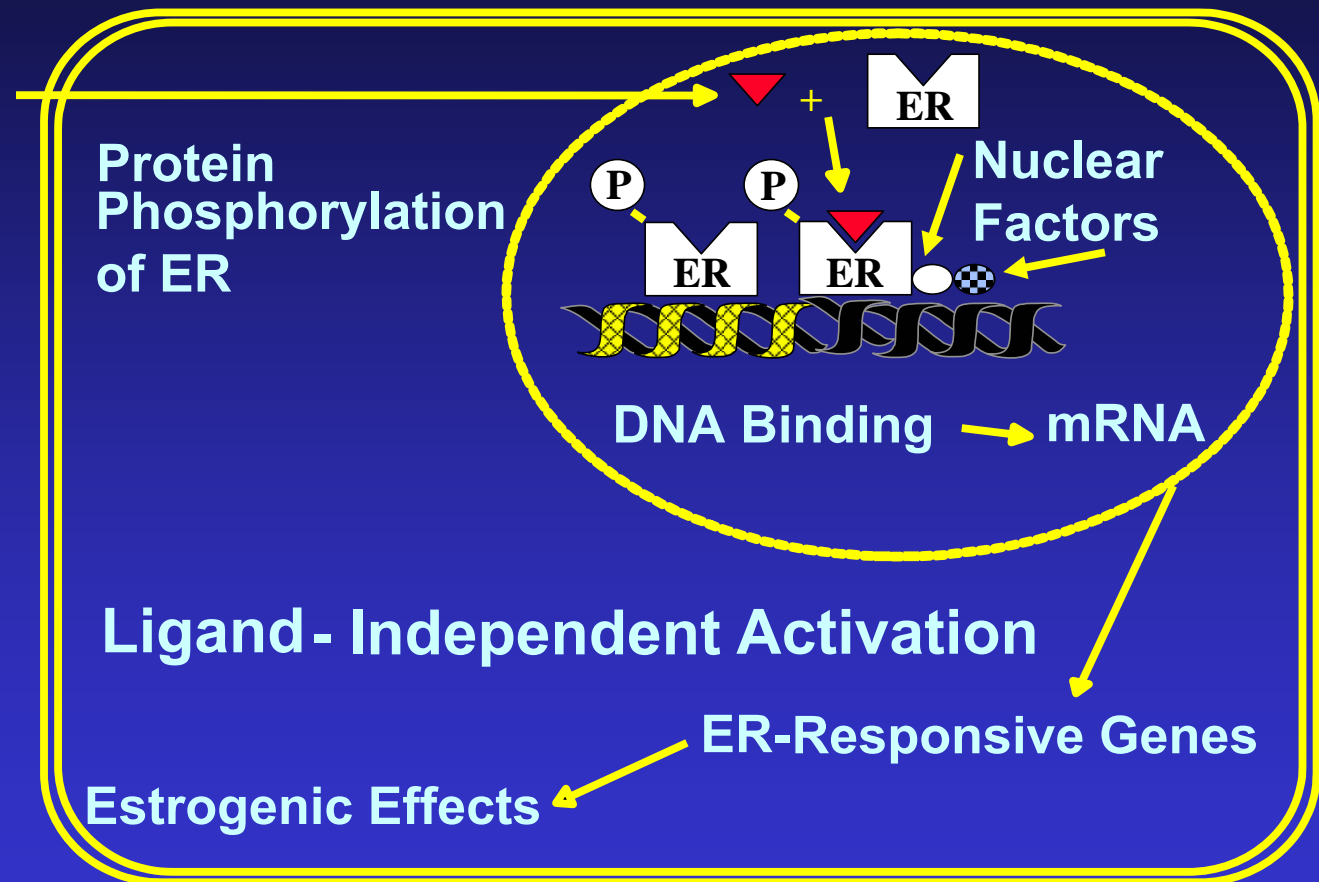 +
ER
Protein
Phosphorylation
of ER
Nuclear
Factors
P
P
ER
ER
DNA Binding
mRNA
Ligand - Independent Activation
ER-Responsive Genes
Estrogenic Effects